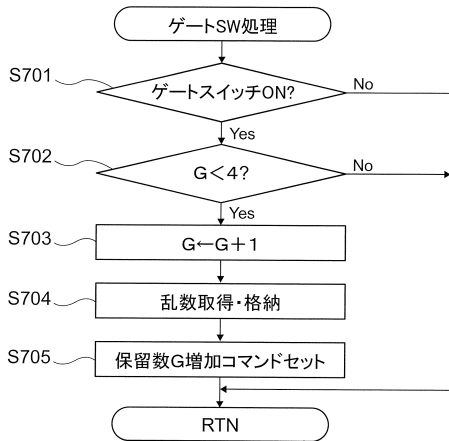 ゲートSW処理
S701
ゲートスイッチON?
No
Yes
S702
G<4?
No
Yes
S703
G←G+1
S704
乱数取得・格納
S705
保留数G増加コマンドセット
RTN